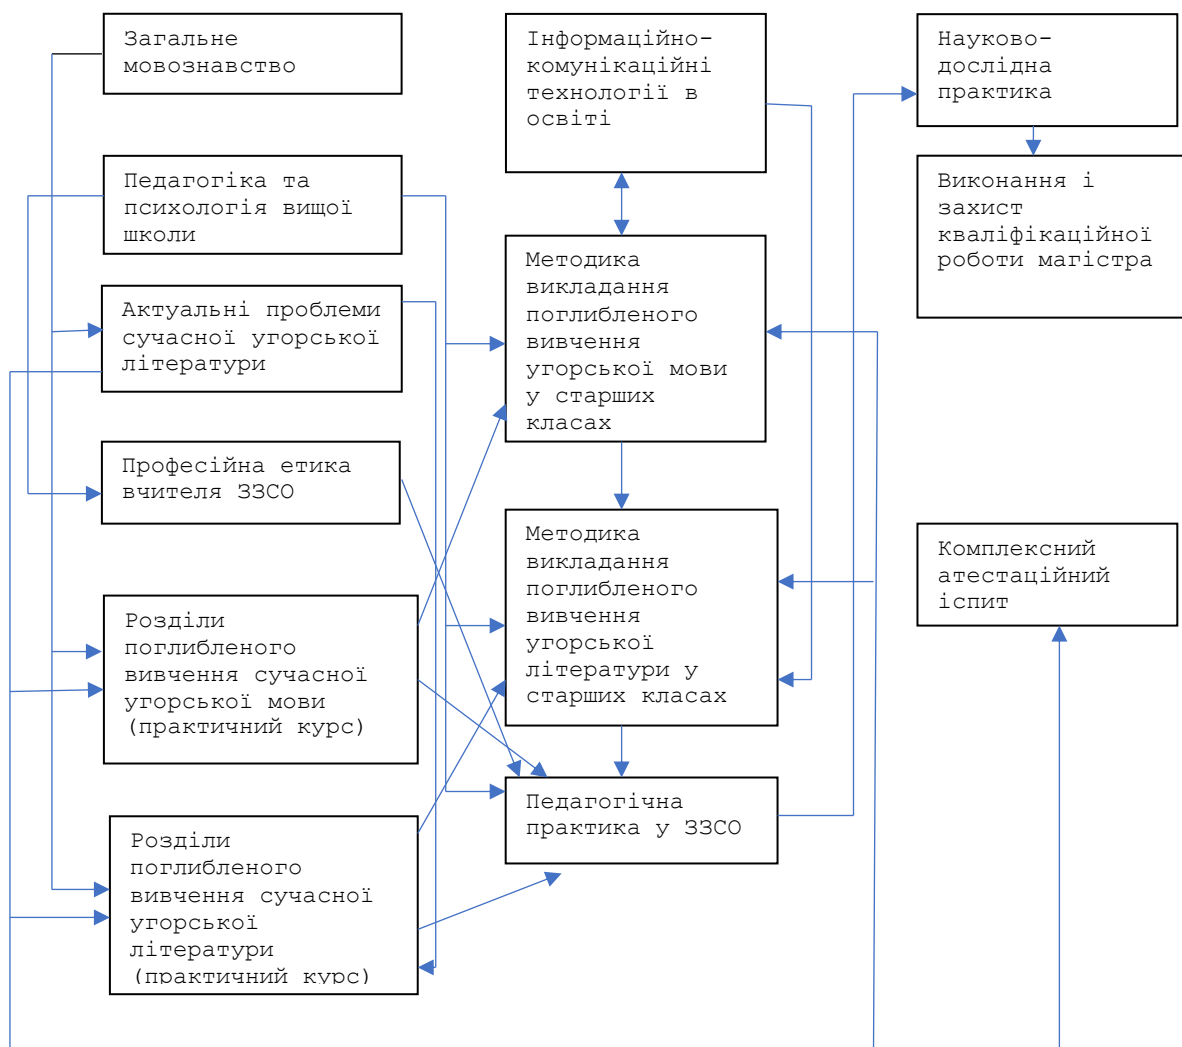 Загальне
мовознавство
Педагогіка та
психологія вищої
школи
Актуальні проблеми
сучасної угорської
літератури
Професійна етика
вчителя ЗЗСО
Розділи
поглибленого
вивчення сучасної
угорської мови
(практичний курс)
Розділи
поглибленого
вивчення сучасної
угорської
літератури
(практичний курс)
Інформаційно-
комунікаційні
технології в
освіті
Методика
викладання
поглибленого
вивчення
угорської мови
у старших
класах
Методика
викладання
поглибленого
вивчення
угорської
літератури у
старших класах
Педагогічна
практика у ЗЗСО
Науково-
дослідна
практика
Виконання і
захист
кваліфікаційної
роботи магістра
Комплексний
атестаційний
іспит